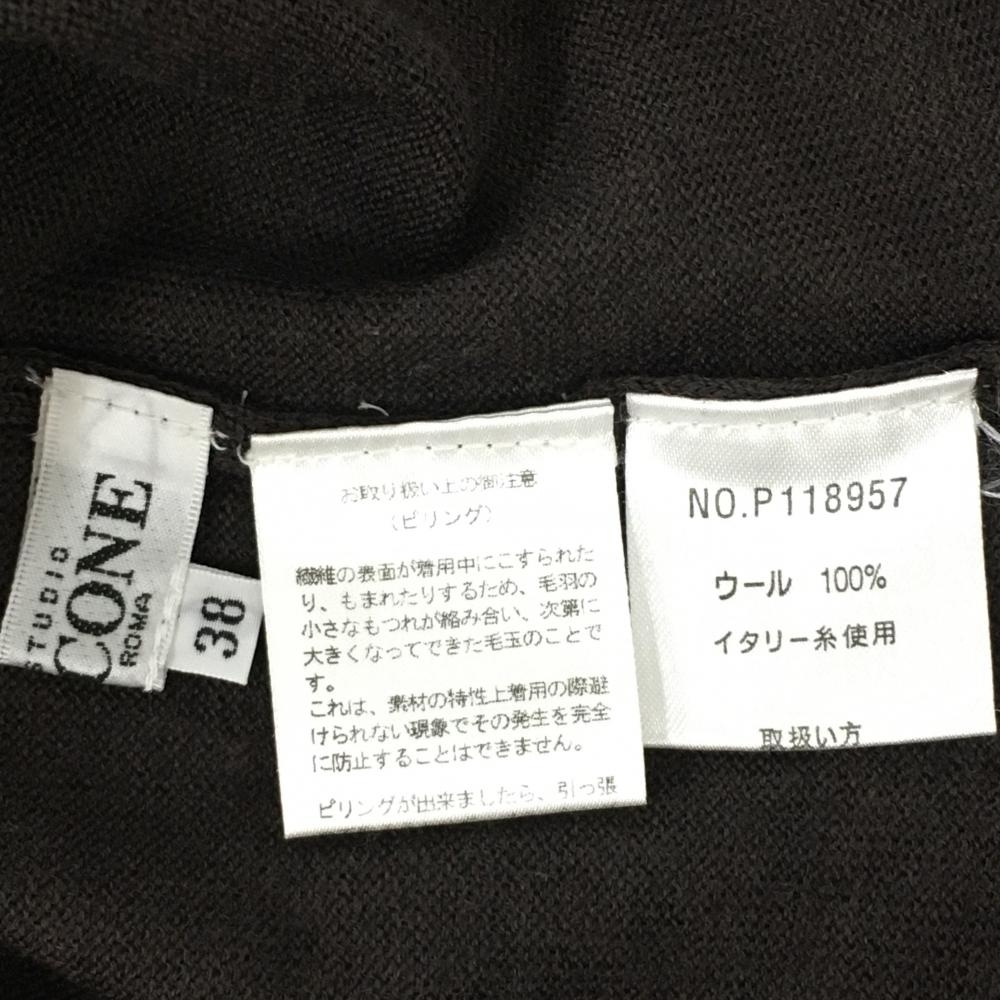 STUDIO
CONE
ROMA
38
お取り扱い上の御注意
(ピリング)
繊維の表面が着用中にこすられた
り、もまれたりするため、毛羽の
小さなもつれが絡み合い、次第に
大きくなってできた毛玉のことで
す。
これは、素材の特性上着用の際避
けられない現象でその発生を完全
に防止することはできません。
ピリングが出来ましたら、引っ張
NO.P118957
ウール 100%
イタリー糸使用
取扱い方